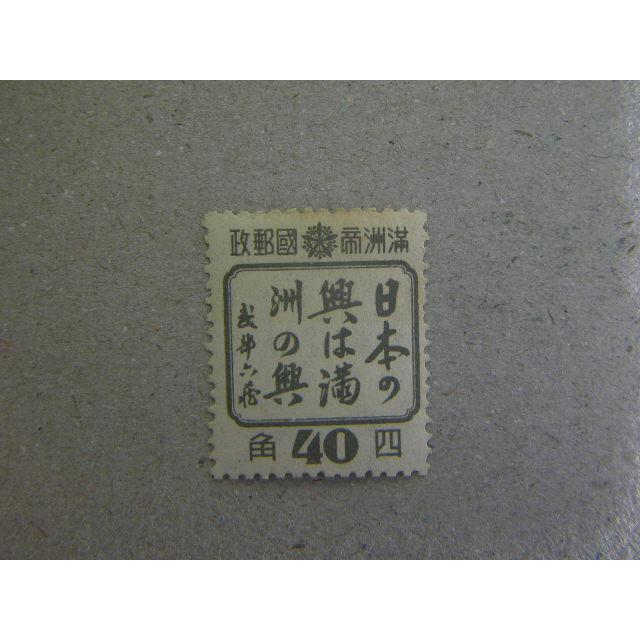 滿洲帝國郵政
日本の
興は滿
洲の興
武部六蔵
四 40 角